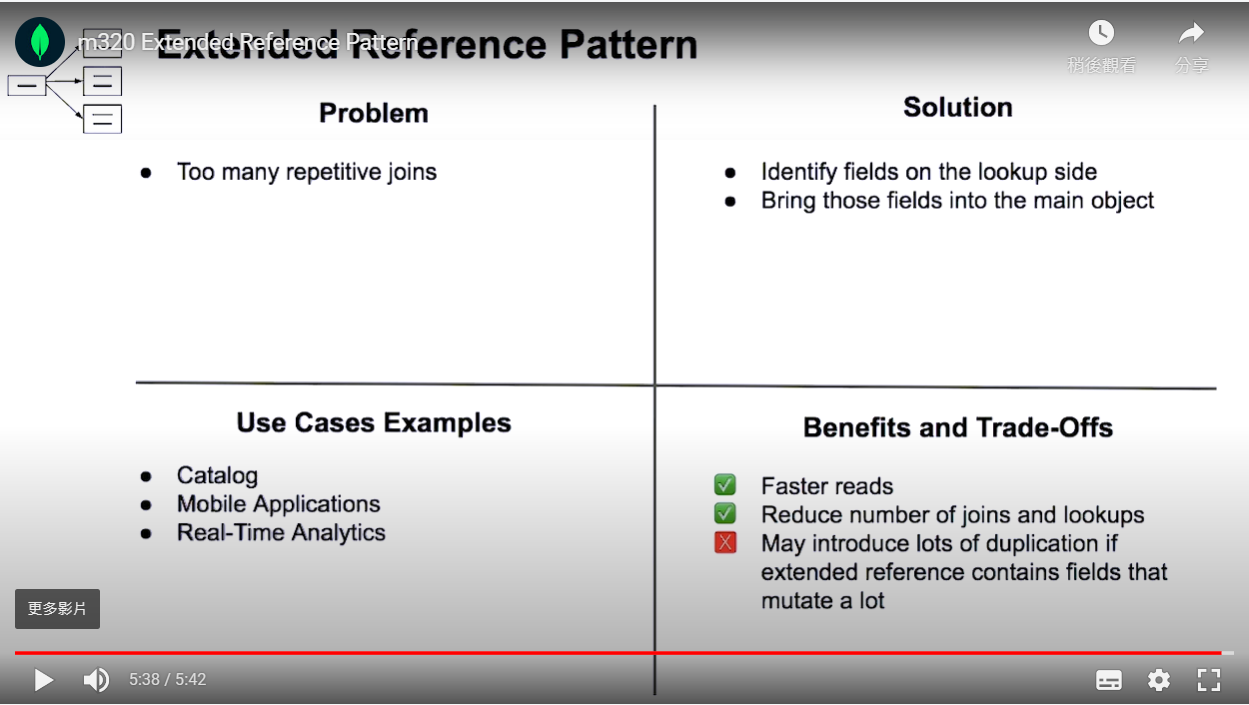 m320 Extended Reference Pattern
Extended Reference Pattern
稍後觀看
分享
Problem
Too many repetitive joins
Solution
Identify fields on the lookup side
Bring those fields into the main object
Use Cases Examples
Catalog
Mobile Applications
Real-Time Analytics
Benefits and Trade-Offs
Faster reads
Reduce number of joins and lookups
May introduce lots of duplication if
extended reference contains fields that
mutate a lot
更多影片
5:38 / 5:42